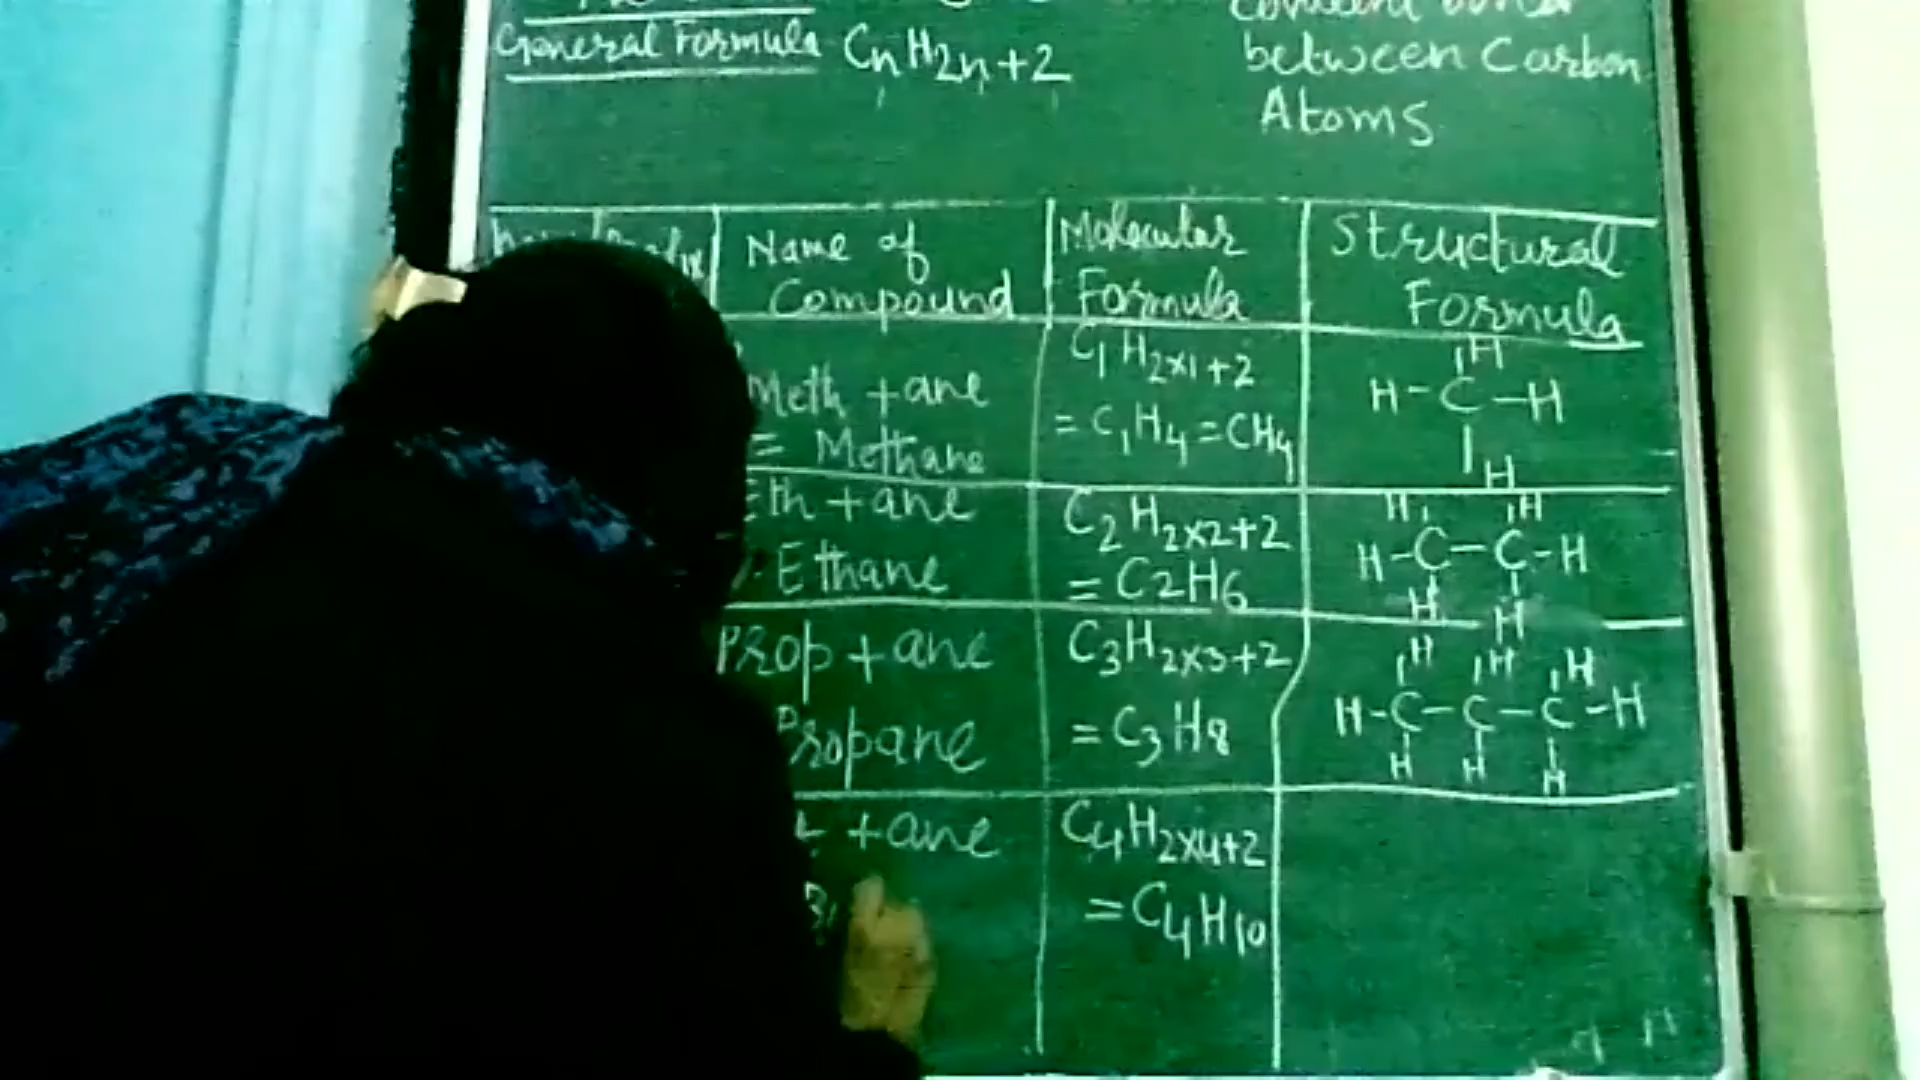 General Formula CnH2n+2
between Carbon
Atoms
Name of
Compound
Molecular
Formula
Structural
Formula
Meth + ane
= Methane
C1H2x1+2
= C1H4 = CH4
H
H-C-H
H
Eth + ane
Ethane
C2H2x2+2
= C2H6
H H
H-C-C-H
H H
Prop + ane
Propane
C3H2x3+2
= C3H8
H H H
H-C-C-C-H
H H H
+ ane
C4H2x4+2
= C4H10